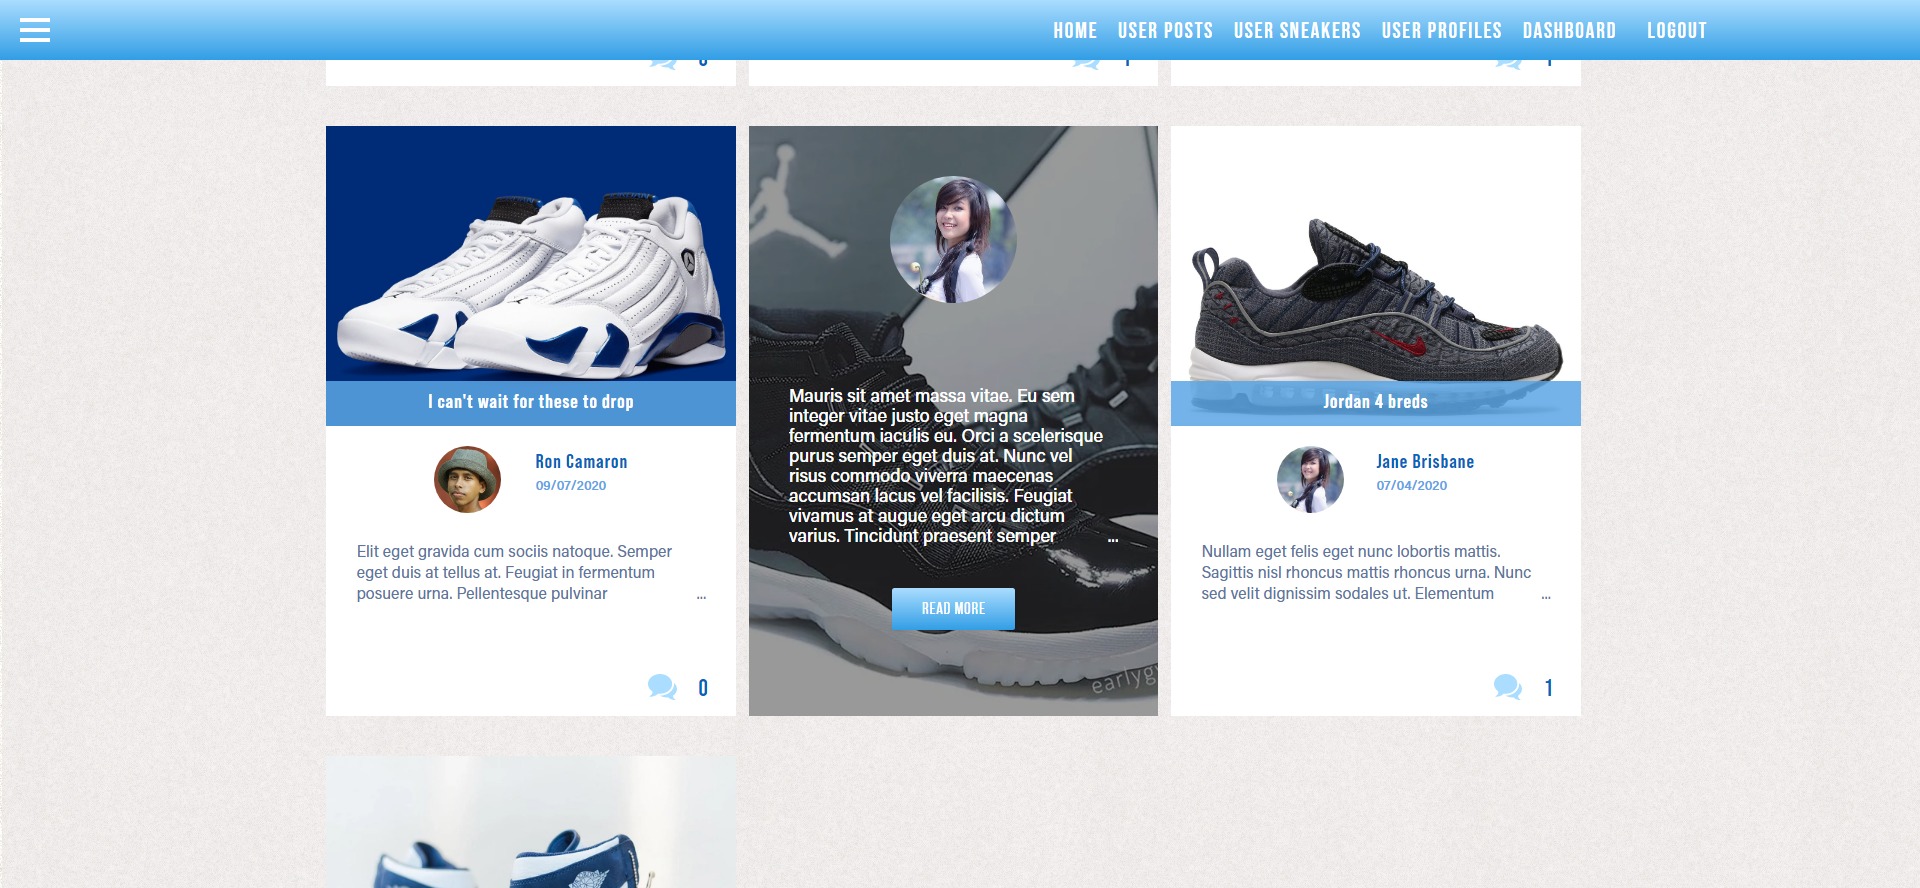 HOME USER POSTS USER SNEAKERS USER PROFILES DASHBOARD LOGOUT
I can't wait for these to drop
Ron Camaron
09/07/2020
Elit eget gravida cum sociis natoque. Semper
eget duis at tellus at. Feugiat in fermentum
posuere urna. Pellentesque pulvinar ...
0
Mauris sit amet massa vitae. Eu sem
integer vitae justo eget magna
fermentum iaculis eu. Orci a scelerisque
purus semper eget duis at. Nunc vel
risus commodo viverra maecenas
accumsan lacus vel facilisis. Feugiat
vivamus at augue eget arcu dictum
varius. Tincidunt praesent semper ...
READ MORE
Jordan 4 breds
Jane Brisbane
07/04/2020
Nullam eget felis eget nunc lobortis mattis.
Sagittis nisl rhoncus mattis rhoncus urna. Nunc
sed velit dignissim sodales ut. Elementum ...
1